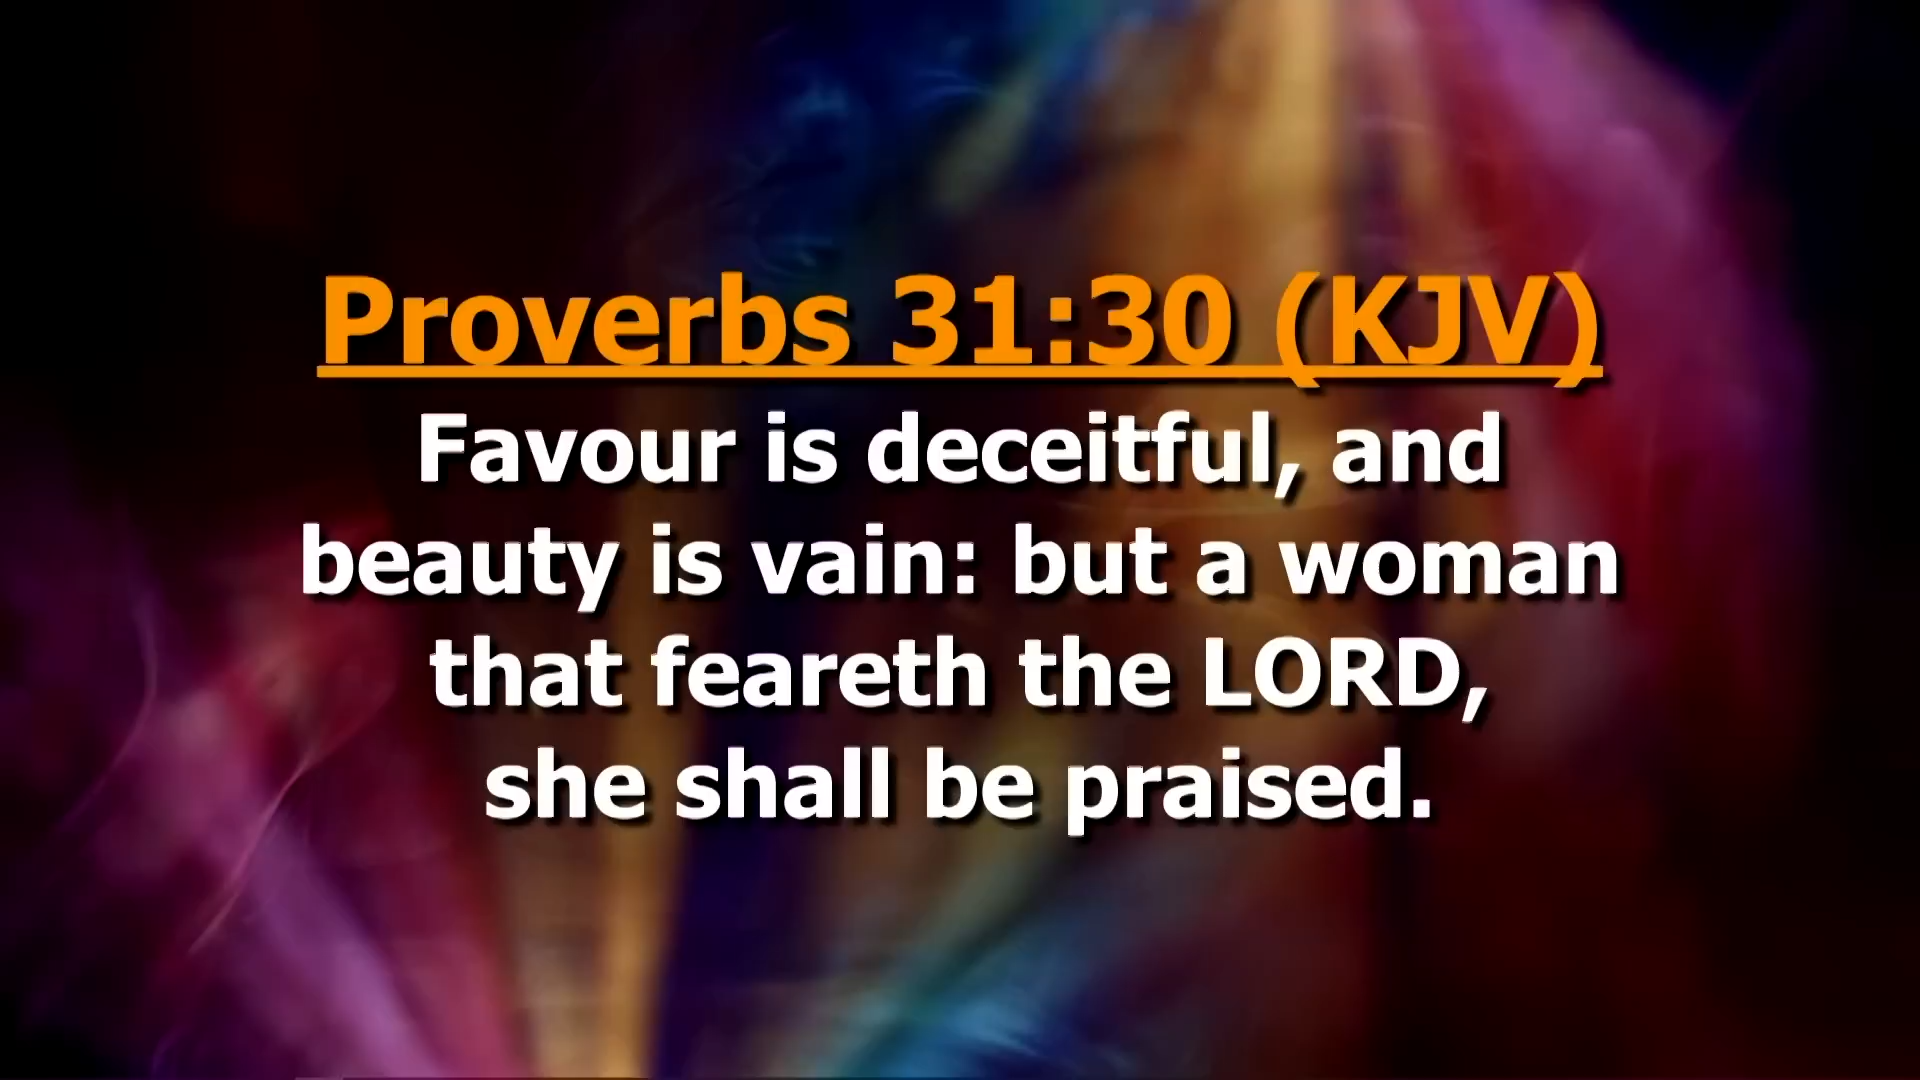 Proverbs 31:30 (KJV)
Favour is deceitful, and
beauty is vain: but a woman
that feareth the LORD,
she shall be praised.